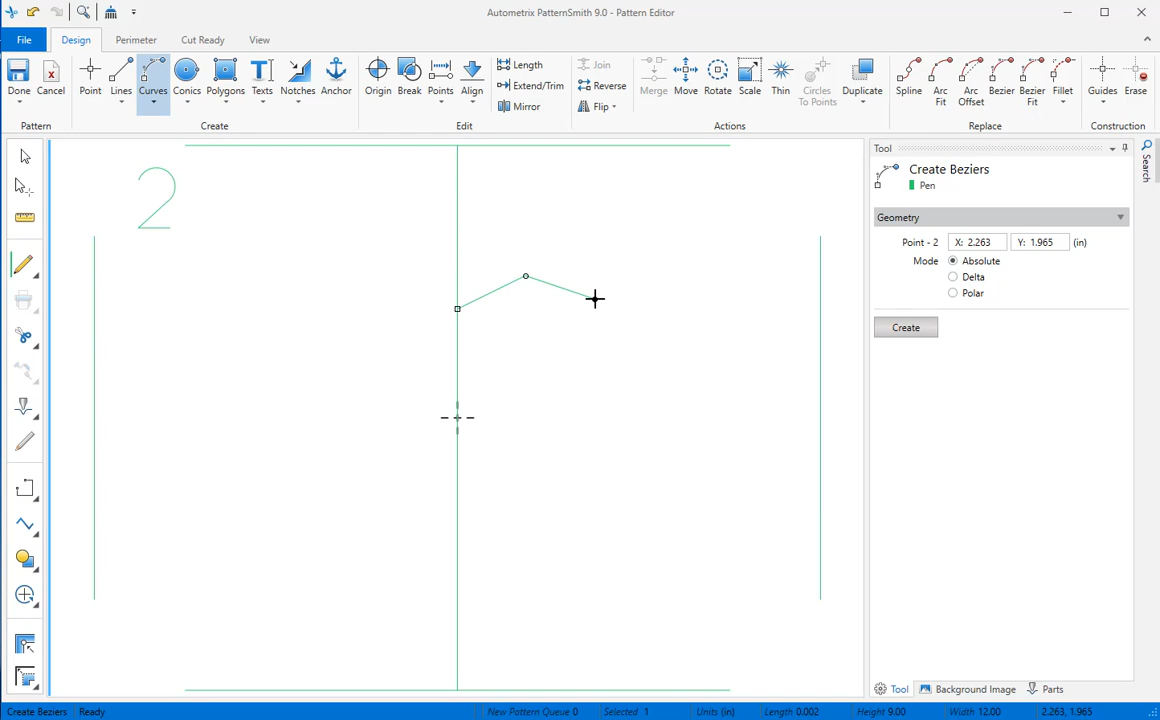 Autometrix PatternSmith 9.0 - Pattern Editor
File Design Perimeter Cut Ready View
Done Cancel Point Lines Curves Conics Polygons Texts Notches Anchor Origin Break Points Align Length Extend/Trim Mirror Join Reverse Flip Merge Move Rotate Scale Thin Circles To Points Duplicate Spline Arc Fit Arc Offset Bezier Bezier Fit Fillet Guides Erase
Pattern Create Edit Actions Replace Construction
Tool
Search
Create Beziers
Pen
Geometry
Point - 2 X: 2.263 Y: 1.965 (in)
Mode Absolute
Delta
Polar
Create
2
Tool Background Image Parts
Create Beziers Ready New Pattern Queue 0 Selected 1 Units (in) Length 0.002 Height 9.00 Width 12.00 2.263, 1.965